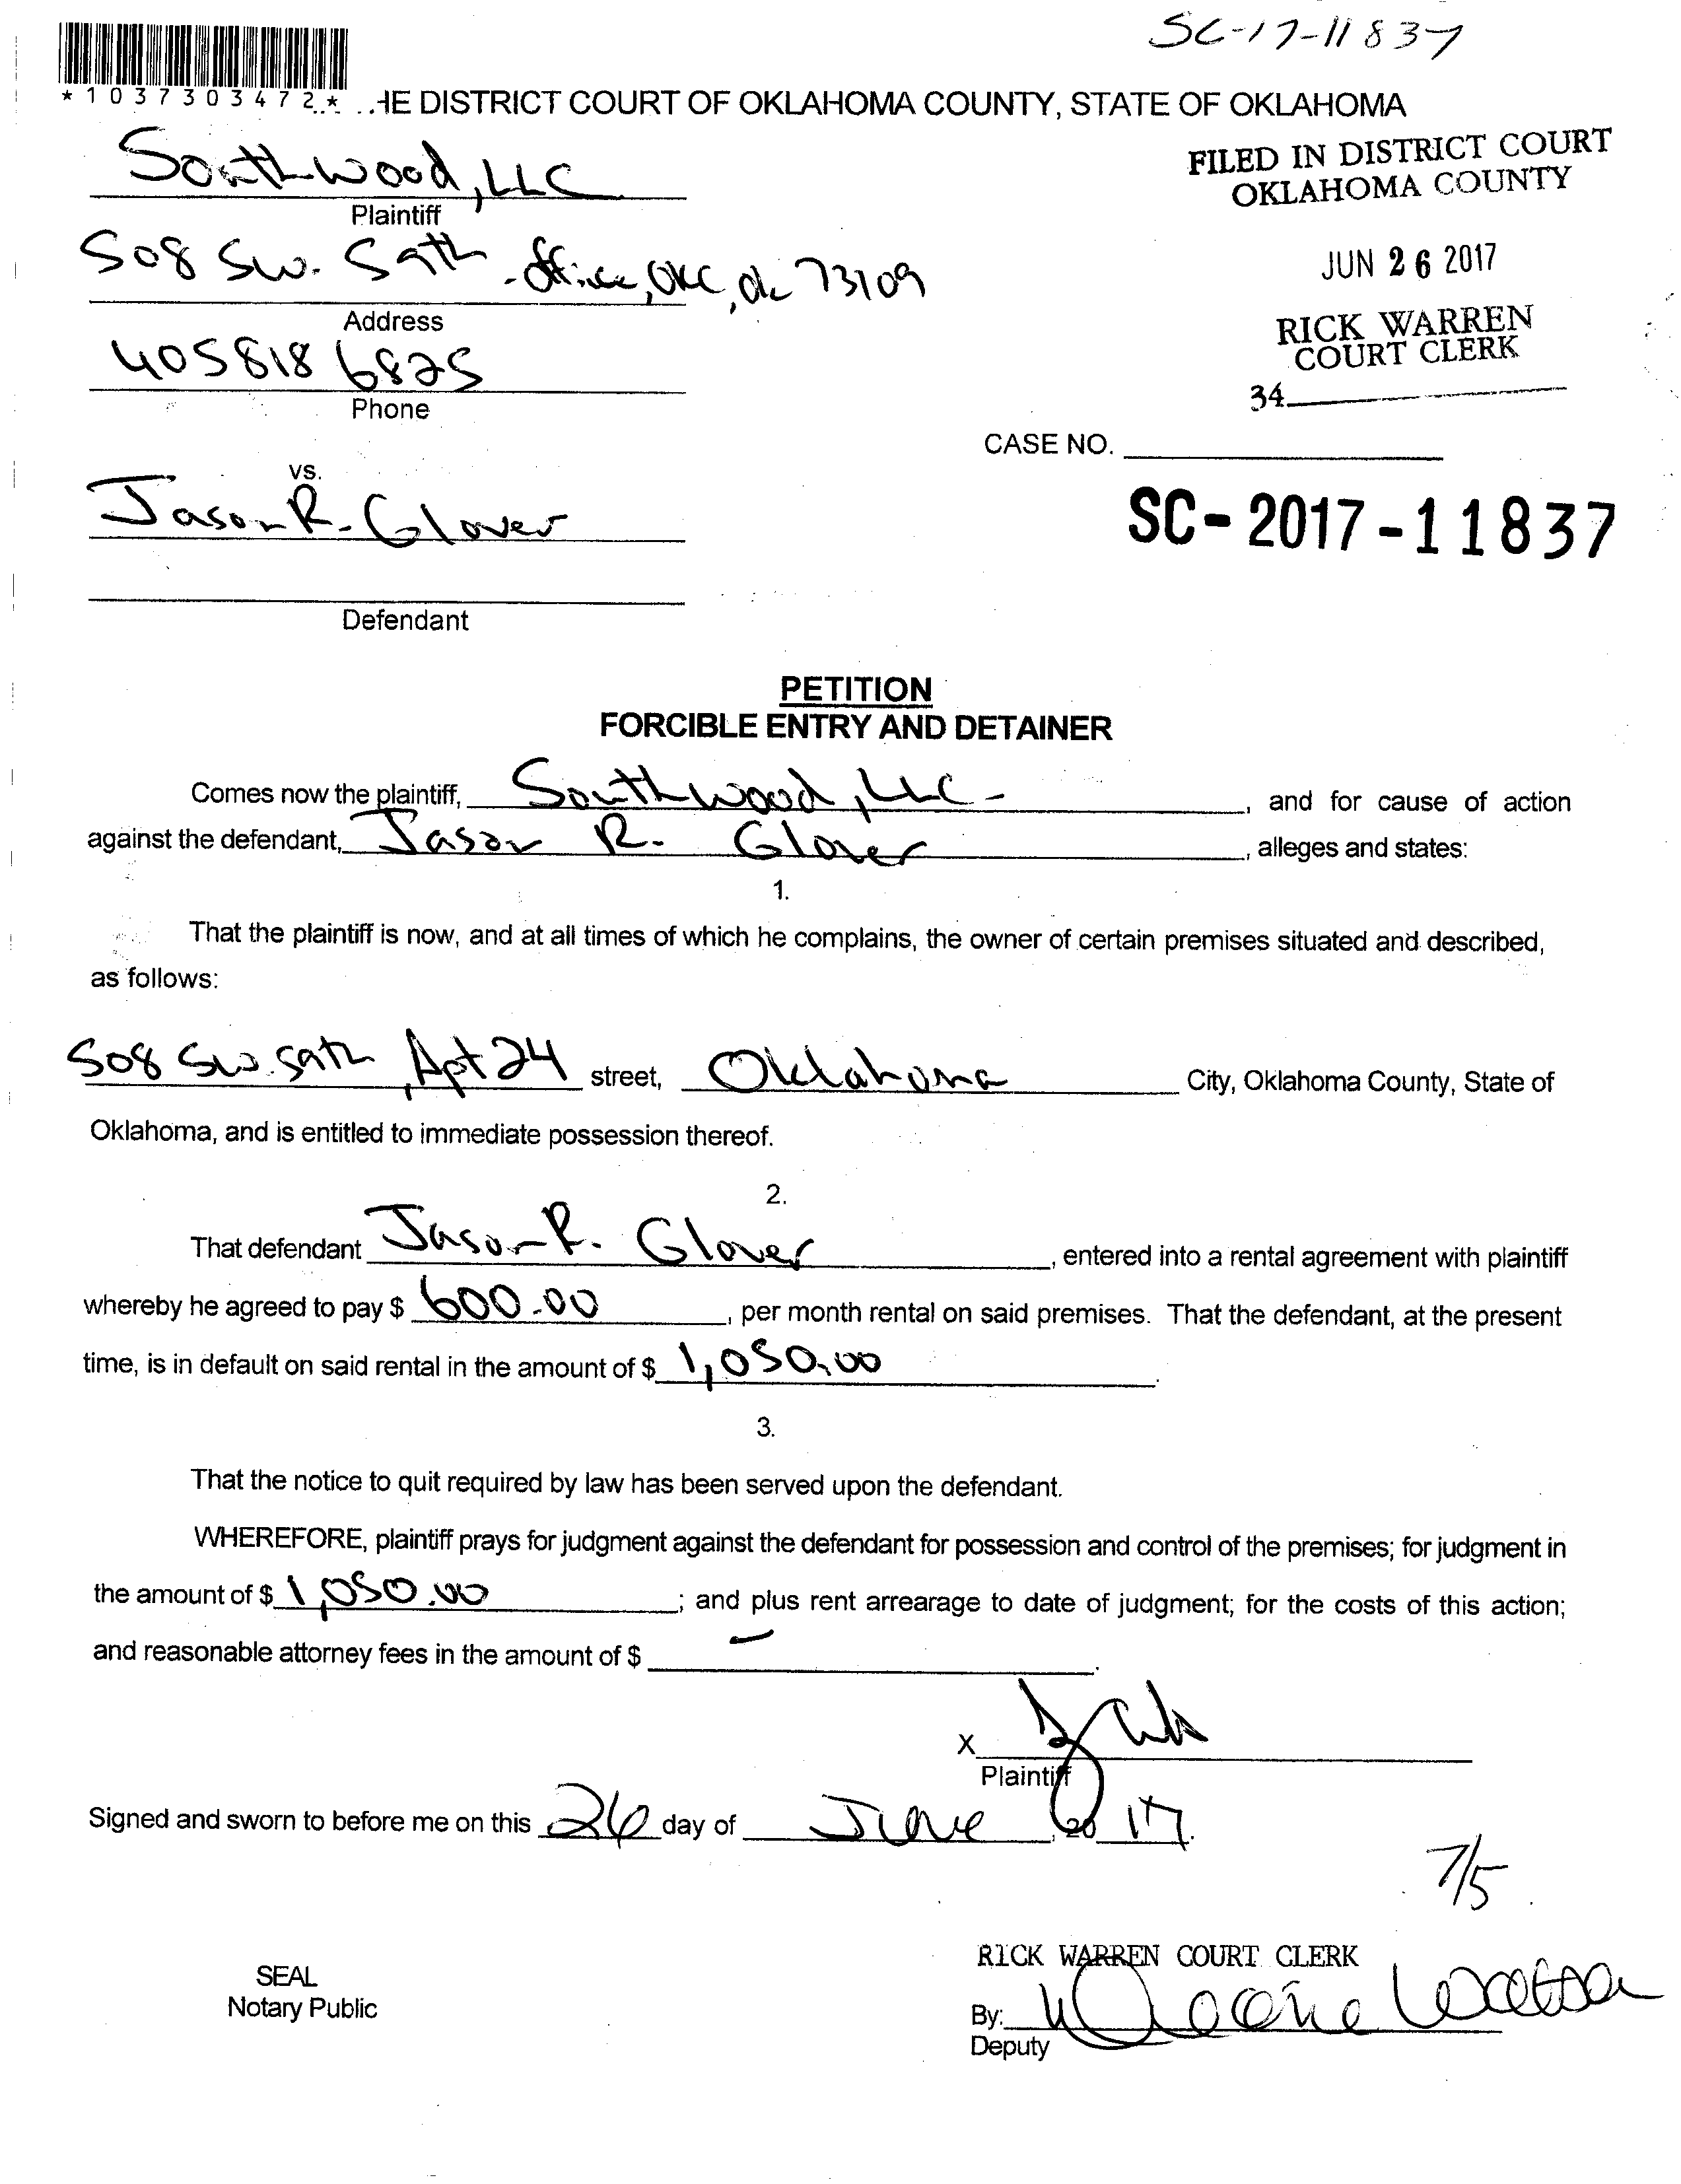 SC-17-11837
*1037303472*
HE DISTRICT COURT OF OKLAHOMA COUNTY, STATE OF OKLAHOMA
Southwood, LLC
Plaintiff
FILED IN DISTRICT COURT
OKLAHOMA COUNTY
508 SW. 59th - office, OKC, OK 73109
Address
JUN 26 2017
405 818 6825
Phone
RICK WARREN
COURT CLERK
34
CASE NO.
vs.
Jason R. Glover
SC-2017-11837
Defendant
PETITION
FORCIBLE ENTRY AND DETAINER
Comes now the plaintiff, Southwood, LLC -, and for cause of action
against the defendant, Jason R. Glover, alleges and states:
1.
That the plaintiff is now, and at all times of which he complains, the owner of certain premises situated and described,
as follows:
508 SW. 59th, Apt 24 street, Oklahoma City, Oklahoma County, State of
Oklahoma, and is entitled to immediate possession thereof.
2.
That defendant Jason R. Glover, entered into a rental agreement with plaintiff
whereby he agreed to pay $ 600.00, per month rental on said premises. That the defendant, at the present
time, is in default on said rental in the amount of $ 1,050.00.
3.
That the notice to quit required by law has been served upon the defendant.
WHEREFORE, plaintiff prays for judgment against the defendant for possession and control of the premises; for judgment in
the amount of $ 1,050.00; and plus rent arrearage to date of judgment; for the costs of this action;
and reasonable attorney fees in the amount of $ -.
X
Plaintiff
Signed and sworn to before me on this 26 day of June, 20 17.
7/5
RICK WARREN COURT CLERK
SEAL
Notary Public
By:
Deputy